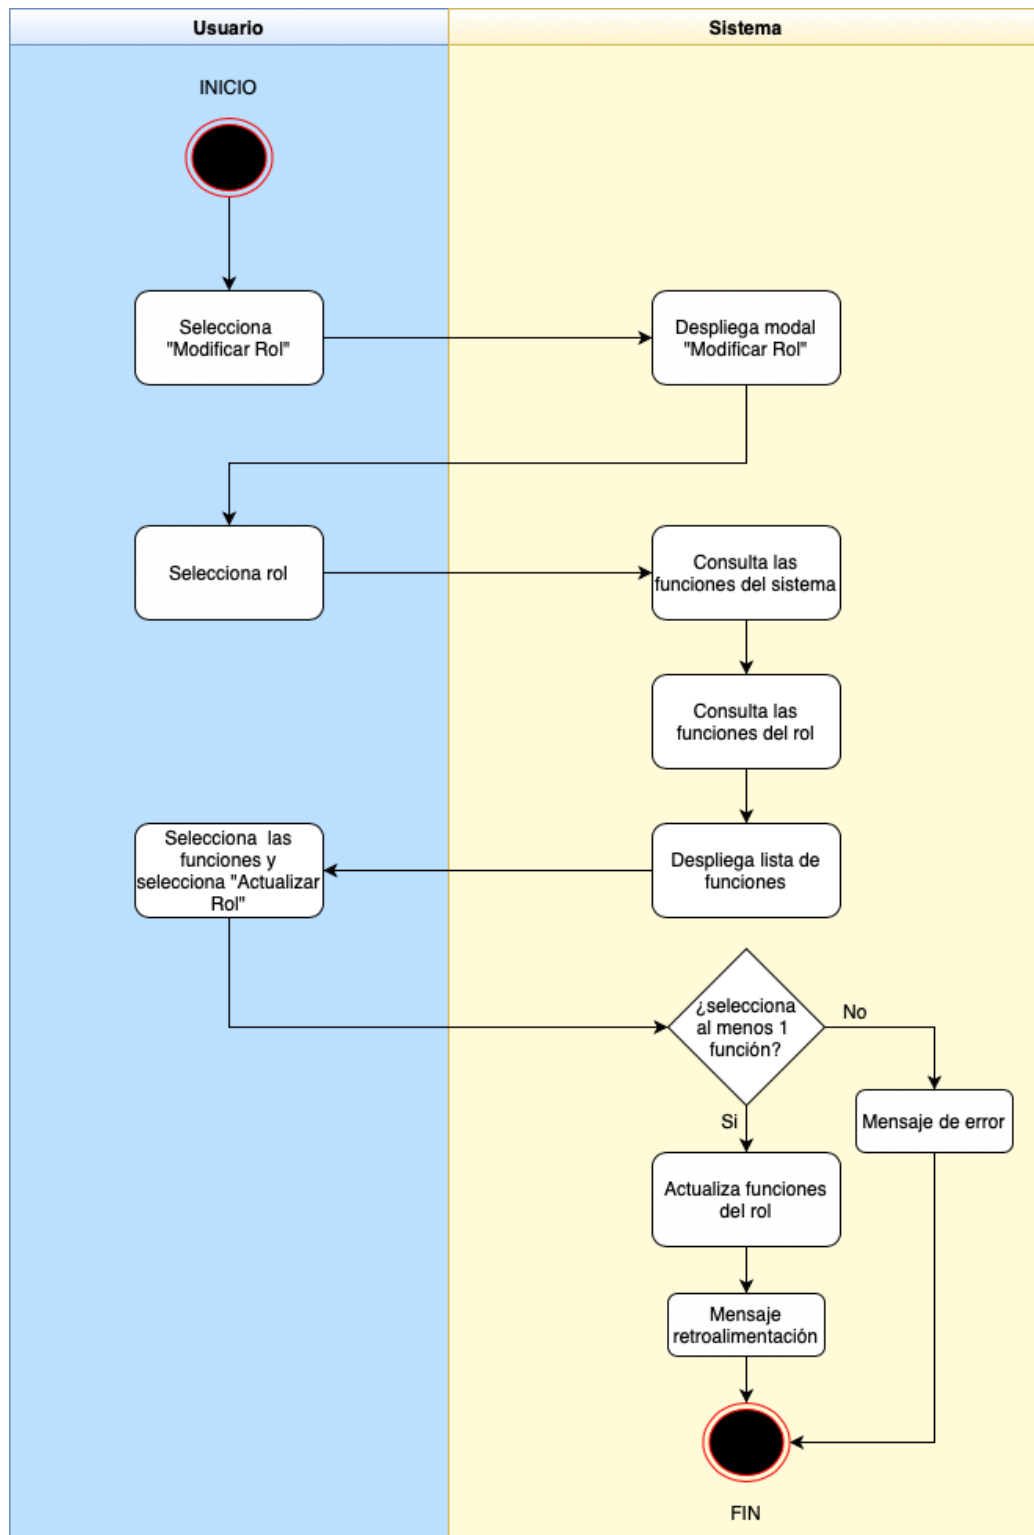 Usuario
Sistema
INICIO
Selecciona
"Modificar Rol"
Despliega modal
"Modificar Rol"
Selecciona rol
Consulta las
funciones del sistema
Consulta las
funciones del rol
Selecciona las
funciones y
selecciona "Actualizar
Rol"
Despliega lista de
funciones
¿selecciona
al menos 1
función?
No
Si
Mensaje de error
Actualiza funciones
del rol
Mensaje
retroalimentación
FIN